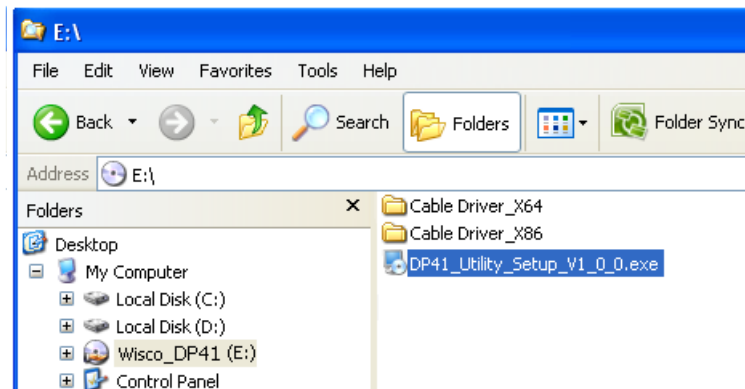 E:\
File Edit View Favorites Tools Help
Back Search Folders Folder Sync
Address E:\
Folders
Desktop
My Computer
Local Disk (C:)
Local Disk (D:)
Wisco_DP41 (E:)
Control Panel
Cable Driver_X64
Cable Driver_X86
DP41_Utility_Setup_V1_0_0.exe